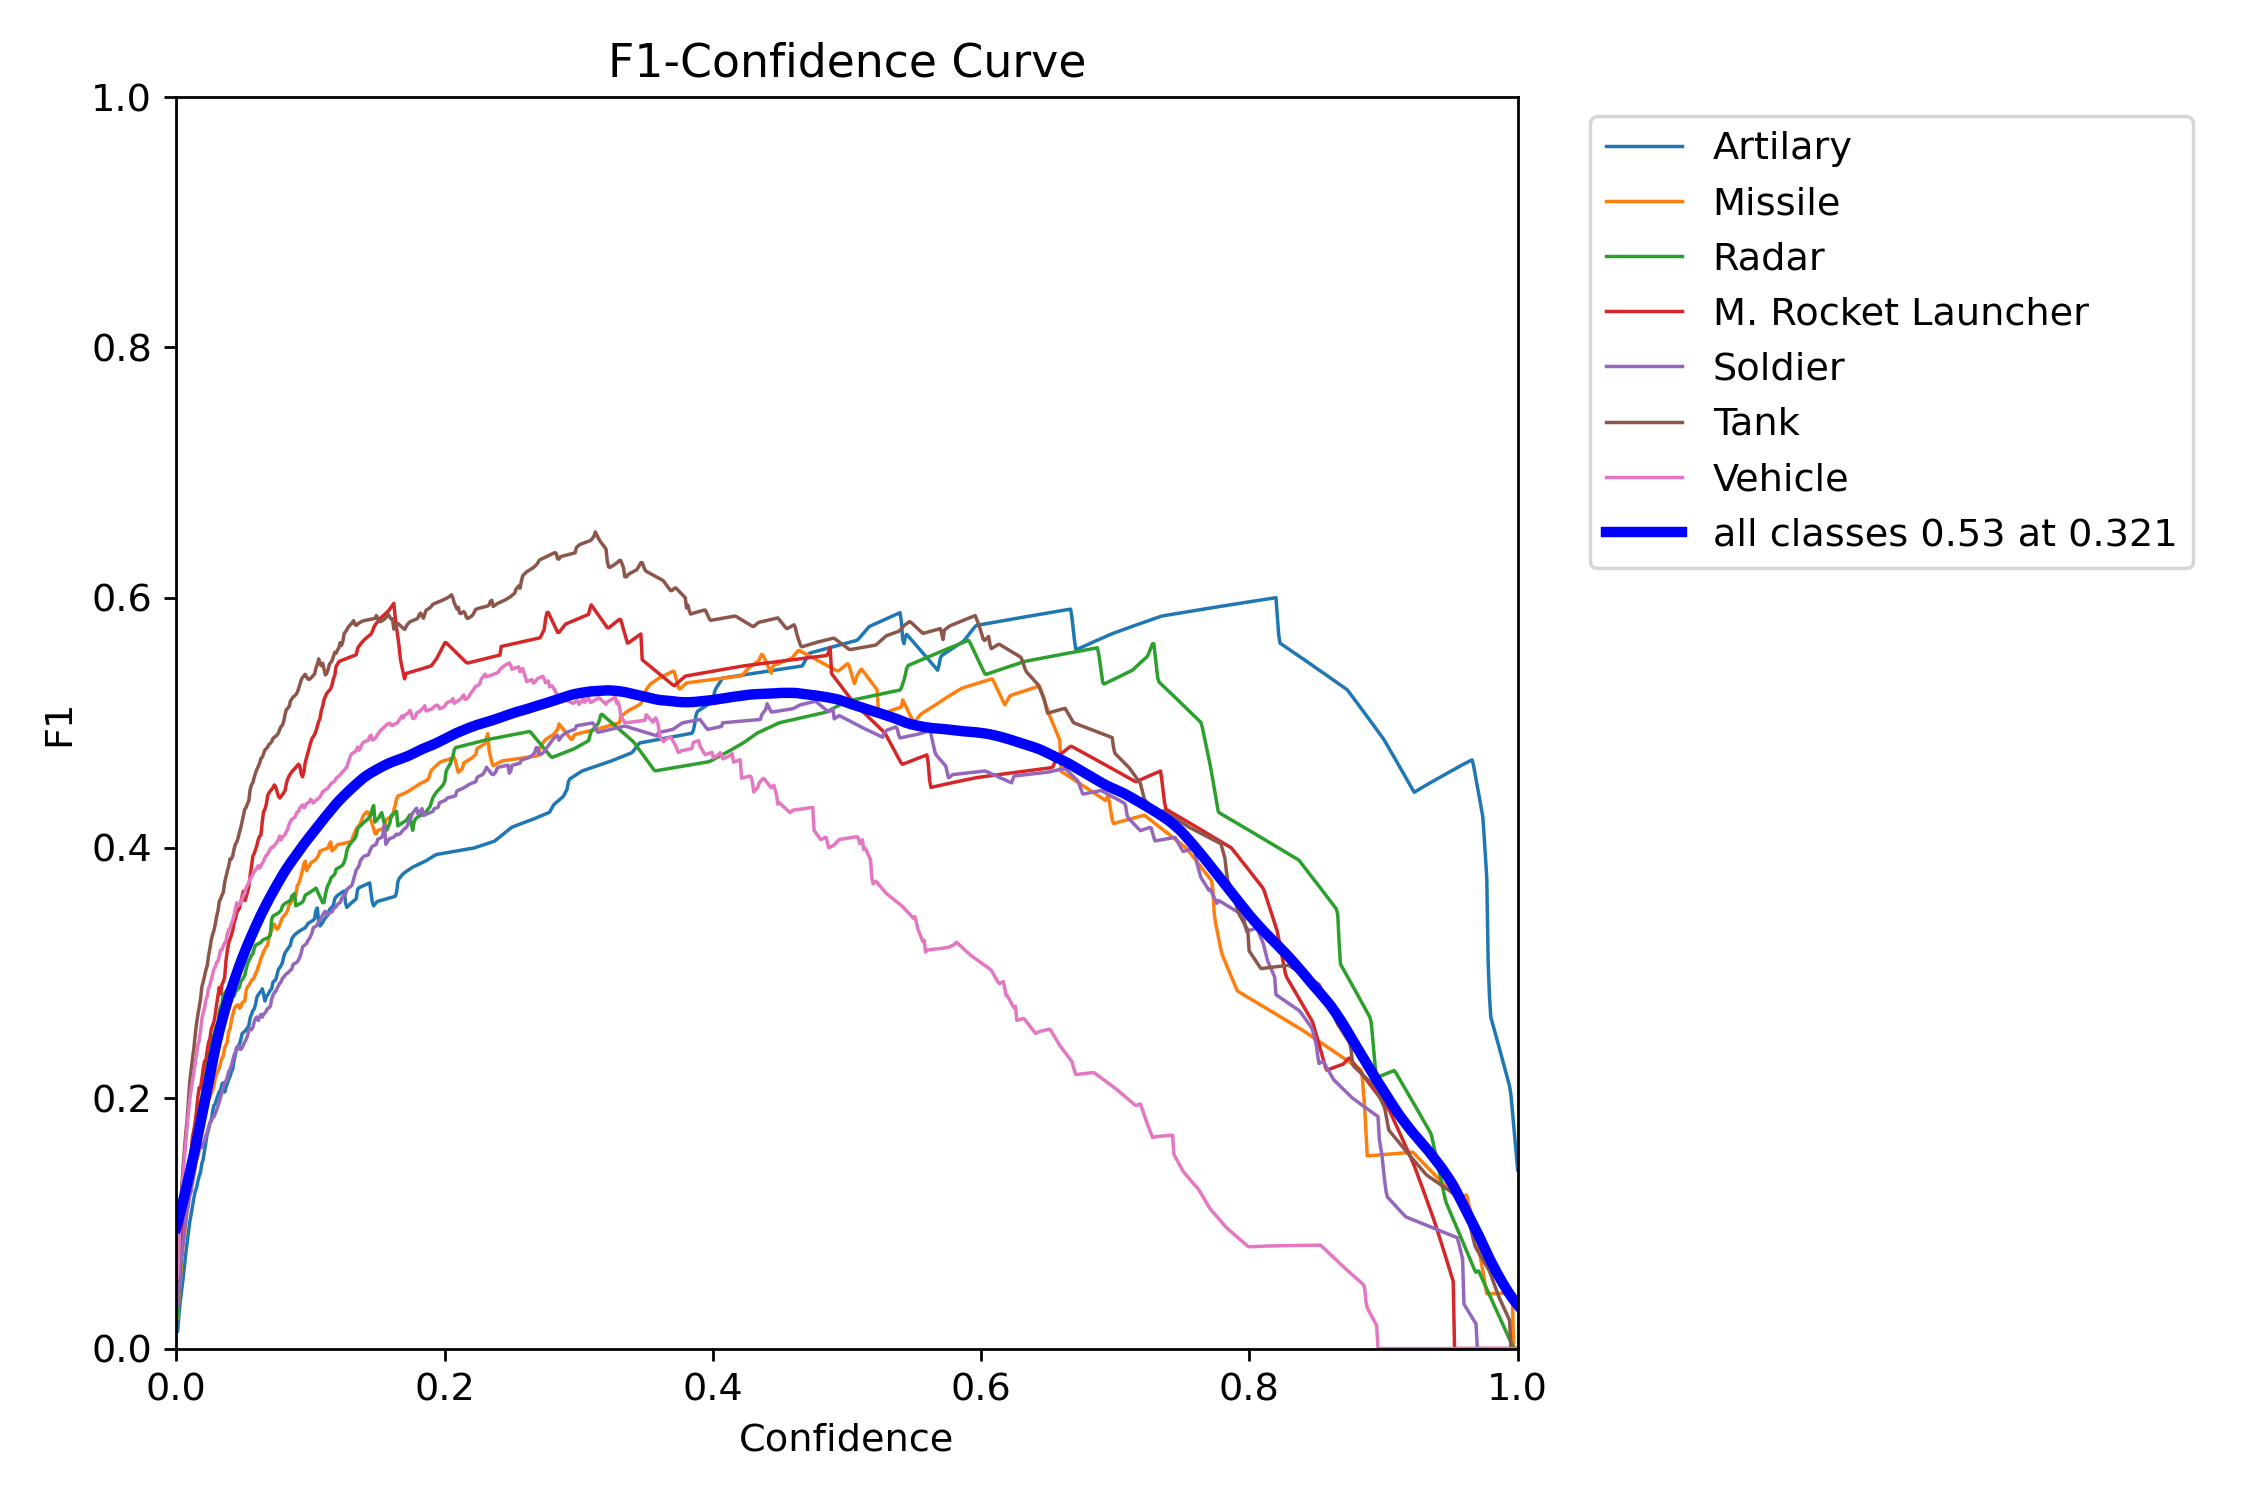 F1-Confidence Curve
1.0
0.8
0.6
0.4
0.2
0.0
F1
0.0 0.2 0.4 0.6 0.8 1.0
Confidence
Artilary
Missile
Radar
M. Rocket Launcher
Soldier
Tank
Vehicle
all classes 0.53 at 0.321